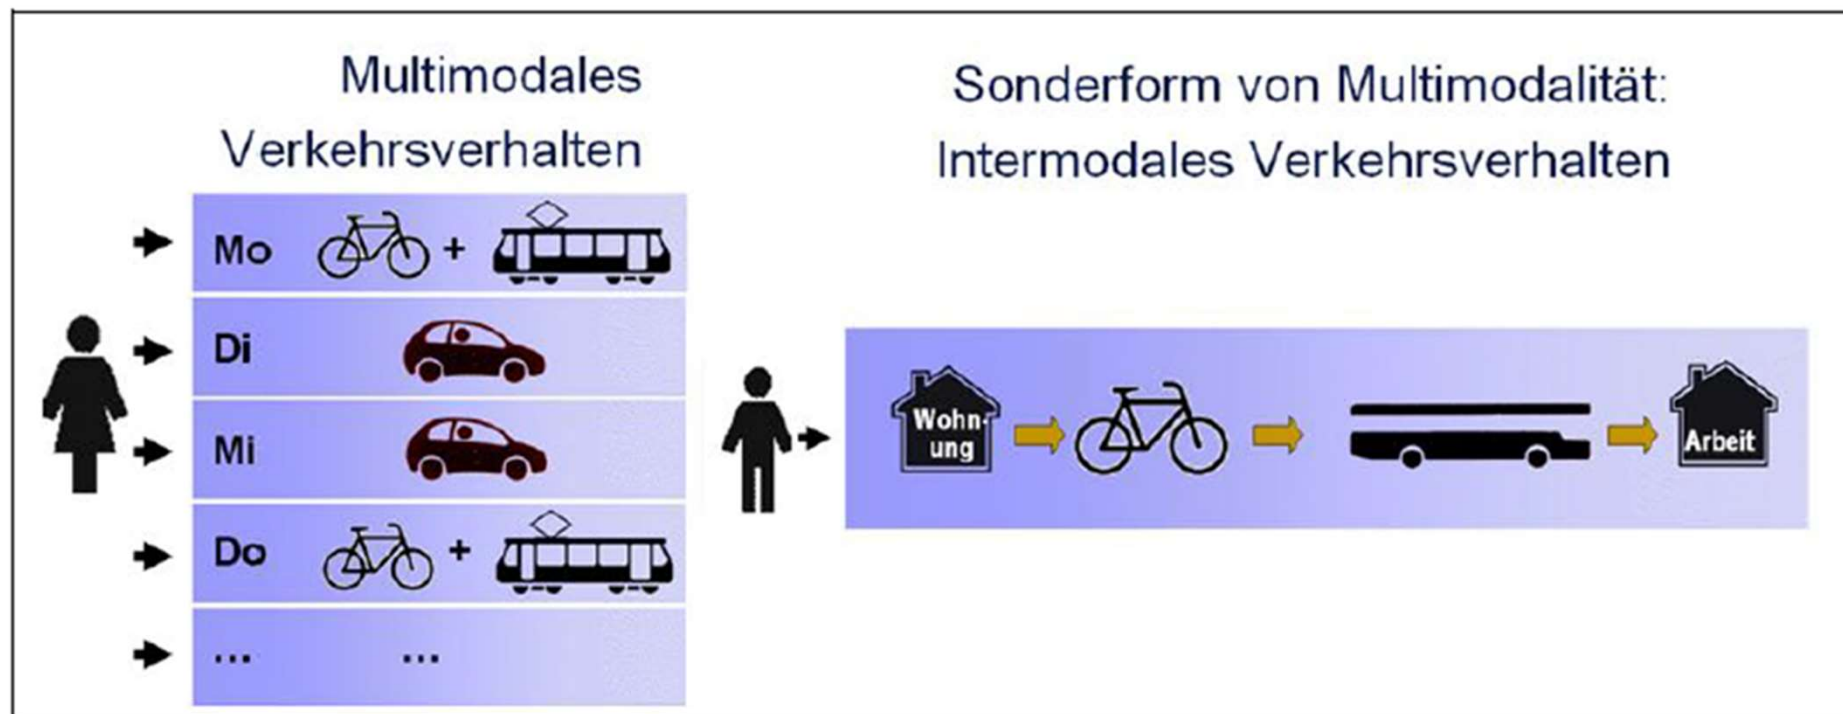 Multimodales
Verkehrsverhalten
Mo +
Di
Mi
Do +
... ...
Sonderform von Multimodalität:
Intermodales Verkehrsverhalten
Wohn-
ung
Arbeit